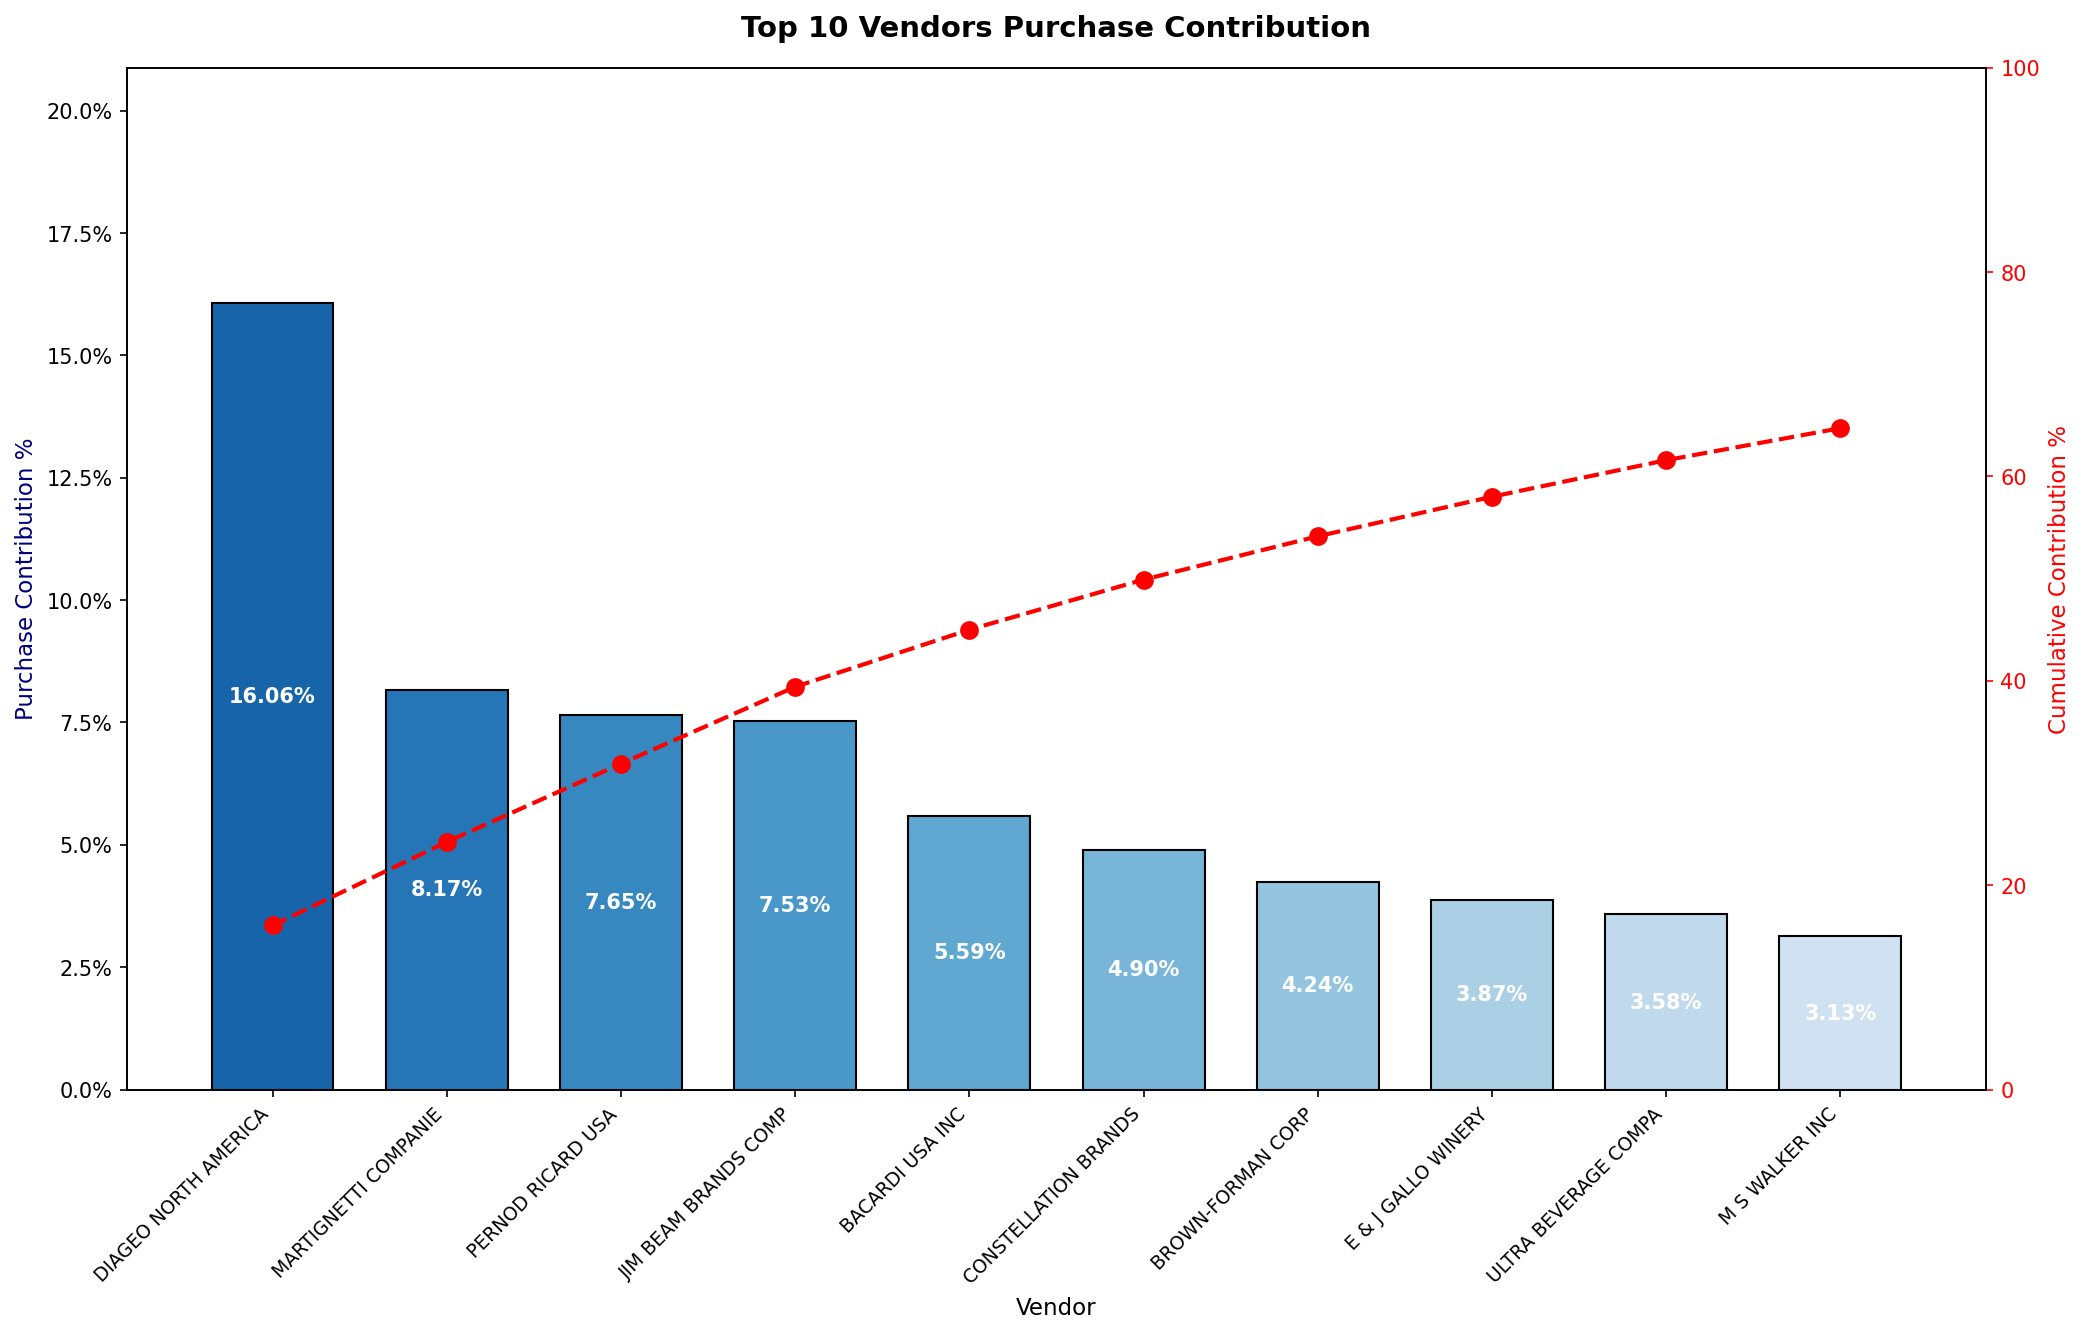 Top 10 Vendors Purchase Contribution
Purchase Contribution %
20.0%
17.5%
15.0%
12.5%
10.0%
7.5%
5.0%
2.5%
0.0%
16.06%
8.17%
7.65%
7.53%
5.59%
4.90%
4.24%
3.87%
3.58%
3.13%
100
80
60
40
20
0
Cumulative Contribution %
DIAGEO NORTH AMERICA
MARTIGNETTI COMPANIE
PERNOD RICARD USA
JIM BEAM BRANDS COMP
BACARDI USA INC
CONSTELLATION BRANDS
BROWN-FORMAN CORP
E & J GALLO WINERY
ULTRA BEVERAGE COMPA
M S WALKER INC
Vendor